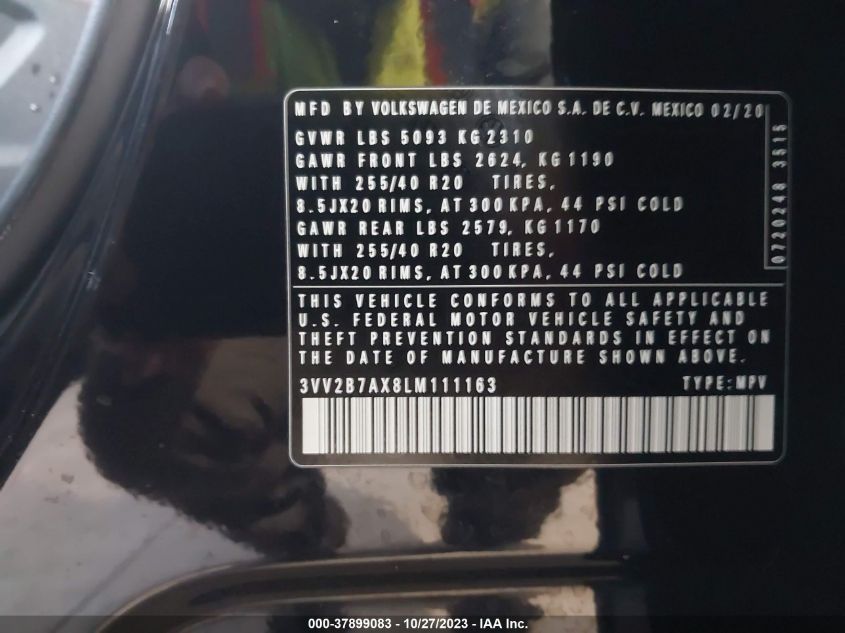 MFD BY VOLKSWAGEN DE MEXICO S.A. DE C.V. MEXICO 02/20
GVWR LBS 5093 KG 2310
GAWR FRONT LBS 2624, KG 1190
WITH 255/40 R20 TIRES,
8.5JX20 RIMS, AT 300 KPA, 44 PSI COLD
GAWR REAR LBS 2579, KG 1170
WITH 255/40 R20 TIRES,
8.5JX20 RIMS, AT 300 KPA, 44 PSI COLD
0720248 3515
THIS VEHICLE CONFORMS TO ALL APPLICABLE
U.S. FEDERAL MOTOR VEHICLE SAFETY AND
THEFT PREVENTION STANDARDS IN EFFECT ON
THE DATE OF MANUFACTURE SHOWN ABOVE.
3VV2B7AX8LM111163 TYPE: MPV
000-37899083 - 10/27/2023 - IAA Inc.